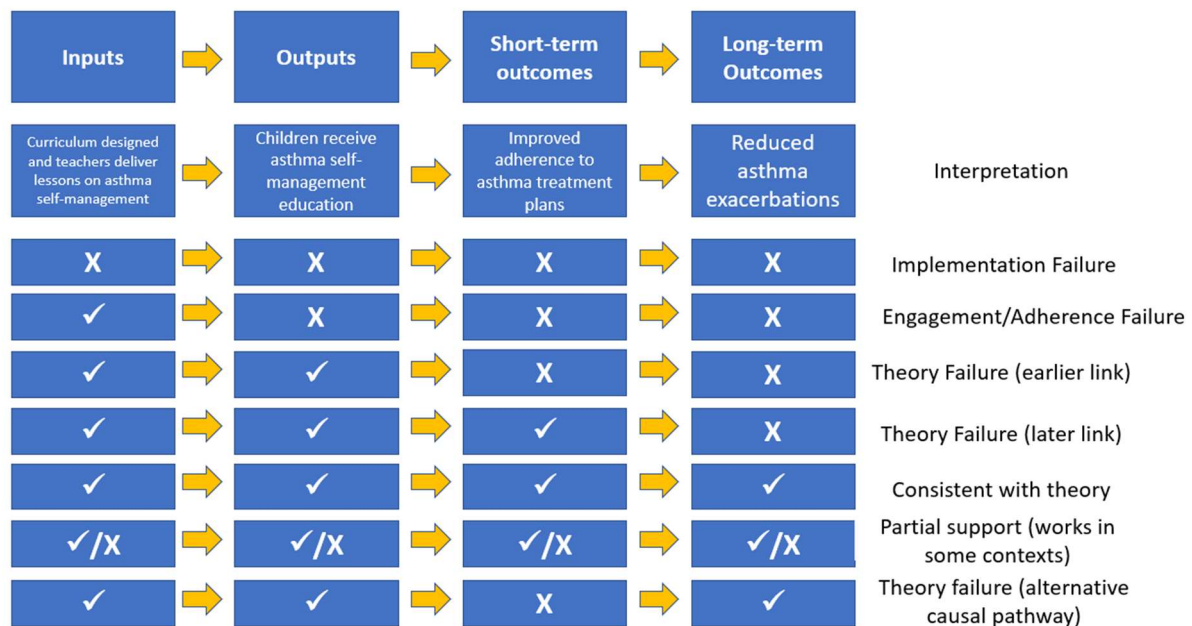 Inputs
Outputs
Short-term
outcomes
Long-term
Outcomes
Curriculum designed
and teachers deliver
lessons on asthma
self-management
Children receive
asthma self-
management
education
Improved
adherence to
asthma treatment
plans
Reduced
asthma
exacerbations
Interpretation
X X X X Implementation Failure
✓ X X X Engagement/Adherence Failure
✓ ✓ X X Theory Failure (earlier link)
✓ ✓ ✓ X Theory Failure (later link)
✓ ✓ ✓ ✓ Consistent with theory
✓/X ✓/X ✓/X ✓/X Partial support (works in
some contexts)
✓ ✓ X ✓ Theory failure (alternative
causal pathway)